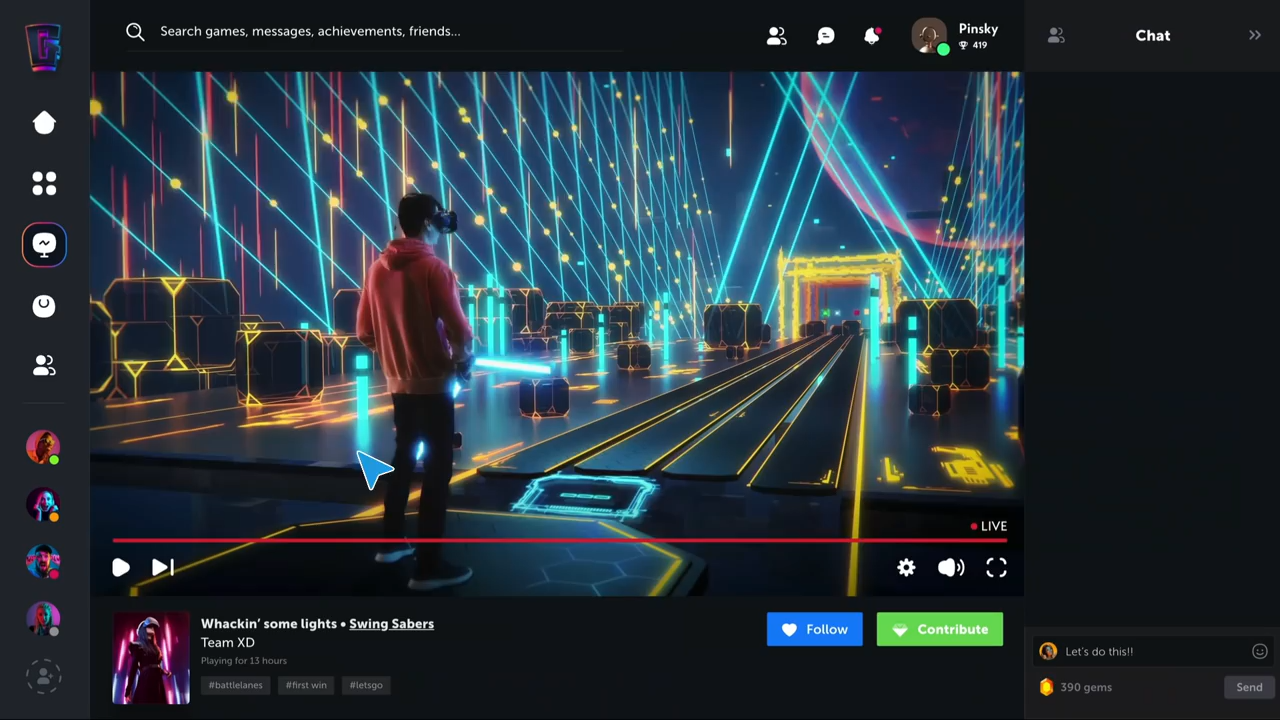 Search games, messages, achievements, friends...
Pinsky
419
Chat
LIVE
Whackin’ some lights • Swing Sabers
Team XD
Playing for 13 hours
#battlelanes #first win #letsgo
Follow
Contribute
Let’s do this!!
390 gems
Send